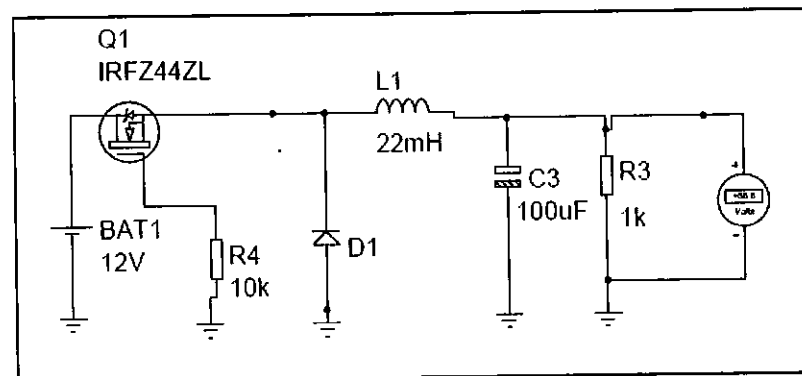 Q1
IRFZ44ZL
L1
22mH
C3
100uF
R3
1k
BAT1
12V
R4
10k
D1
Volts